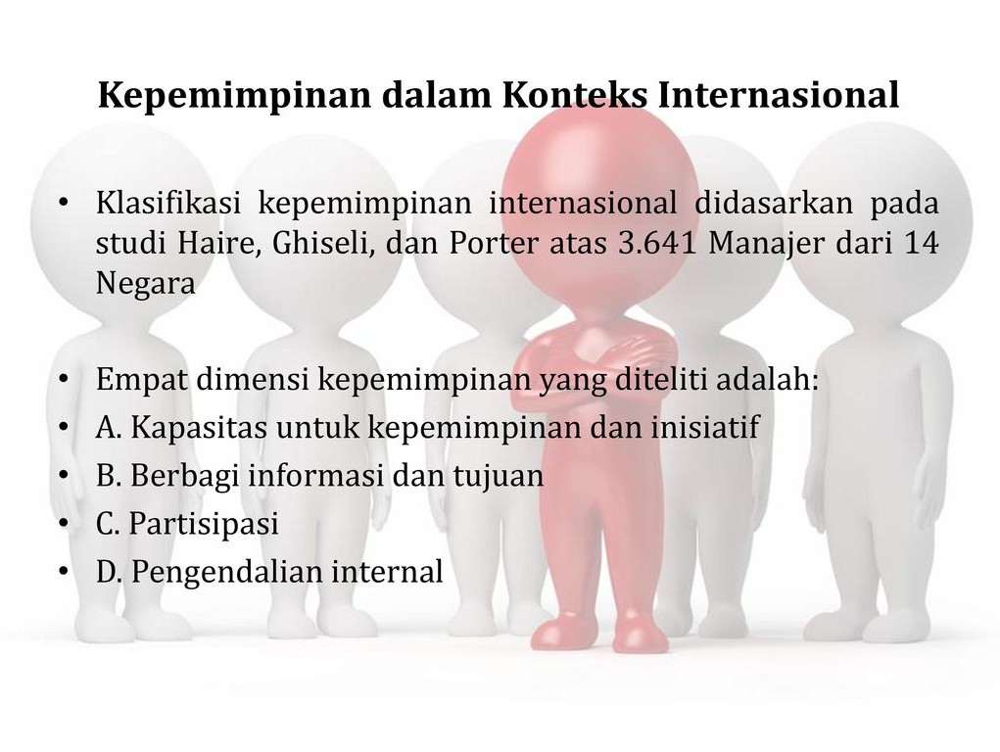 Kepemimpinan dalam Konteks Internasional
• Klasifikasi kepemimpinan internasional didasarkan pada
studi Haire, Ghiseli, dan Porter atas 3.641 Manajer dari 14
Negara
• Empat dimensi kepemimpinan yang diteliti adalah:
• A. Kapasitas untuk kepemimpinan dan inisiatif
• B. Berbagi informasi dan tujuan
• C. Partisipasi
• D. Pengendalian internal